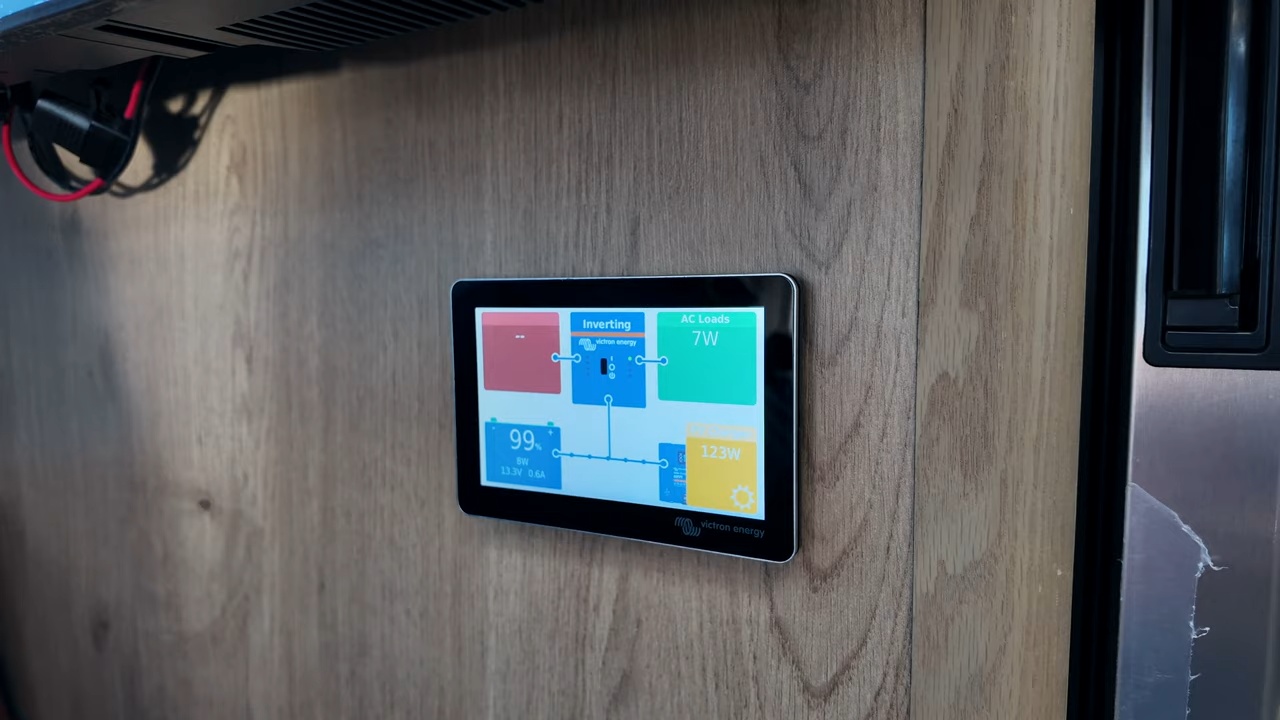 --
Inverting
victron energy
AC Loads
7W
99%
8W
13.3V 0.6A
123W
victron energy